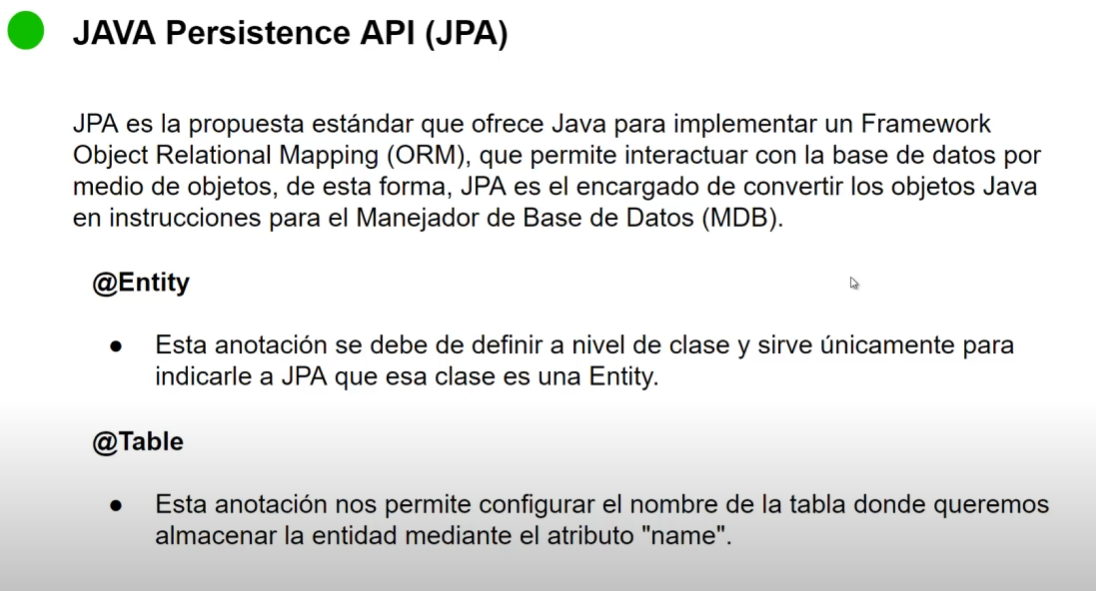 JAVA Persistence API (JPA)
JPA es la propuesta estándar que ofrece Java para implementar un Framework
Object Relational Mapping (ORM), que permite interactuar con la base de datos por
medio de objetos, de esta forma, JPA es el encargado de convertir los objetos Java
en instrucciones para el Manejador de Base de Datos (MDB).
@Entity
● Esta anotación se debe de definir a nivel de clase y sirve únicamente para
indicarle a JPA que esa clase es una Entity.
@Table
● Esta anotación nos permite configurar el nombre de la tabla donde queremos
almacenar la entidad mediante el atributo "name".